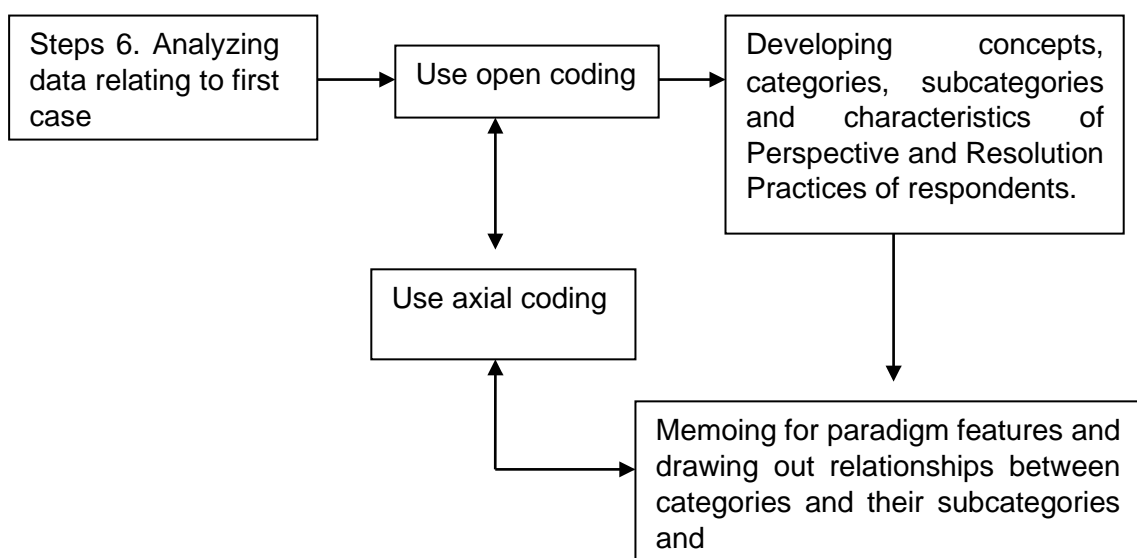 Steps 6. Analyzing
data relating to first
case
Use open coding
Developing concepts,
categories, subcategories
and characteristics of
Perspective and Resolution
Practices of respondents.
Use axial coding
Memoing for paradigm features and
drawing out relationships between
categories and their subcategories
and